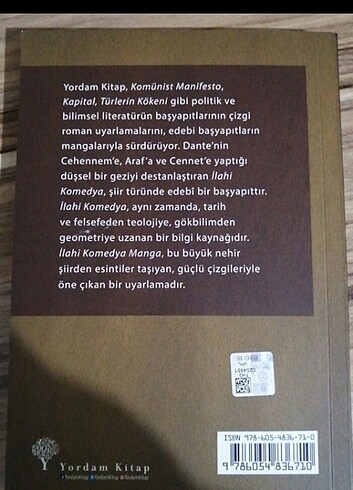 Yordam Kitap, Komünist Manifesto,
Kapital, Türlerin Kökeni gibi politik ve
bilimsel literatürün başyapıtlarının çizgi
roman uyarlamalarını, edebî başyapıtların
mangalarıyla sürdürüyor. Dante'nin
Cehennem'e, Araf'a ve Cennet'e yaptığı
düşsel bir geziyi destanlaştıran İlahi
Komedya, şiir türünde edebî bir başyapıttır.
İlahi Komedya, aynı zamanda, tarih
ve felsefeden teolojiye, gökbilimden
geometriye uzanan bir bilgi kaynağıdır.
İlahi Komedya Manga, bu büyük nehir
şiirden esintiler taşıyan, güçlü çizgileriyle
öne çıkan bir uyarlamadır.
ISBN 978-605-4836-71-0
9 786054 836710
Yordam Kitap